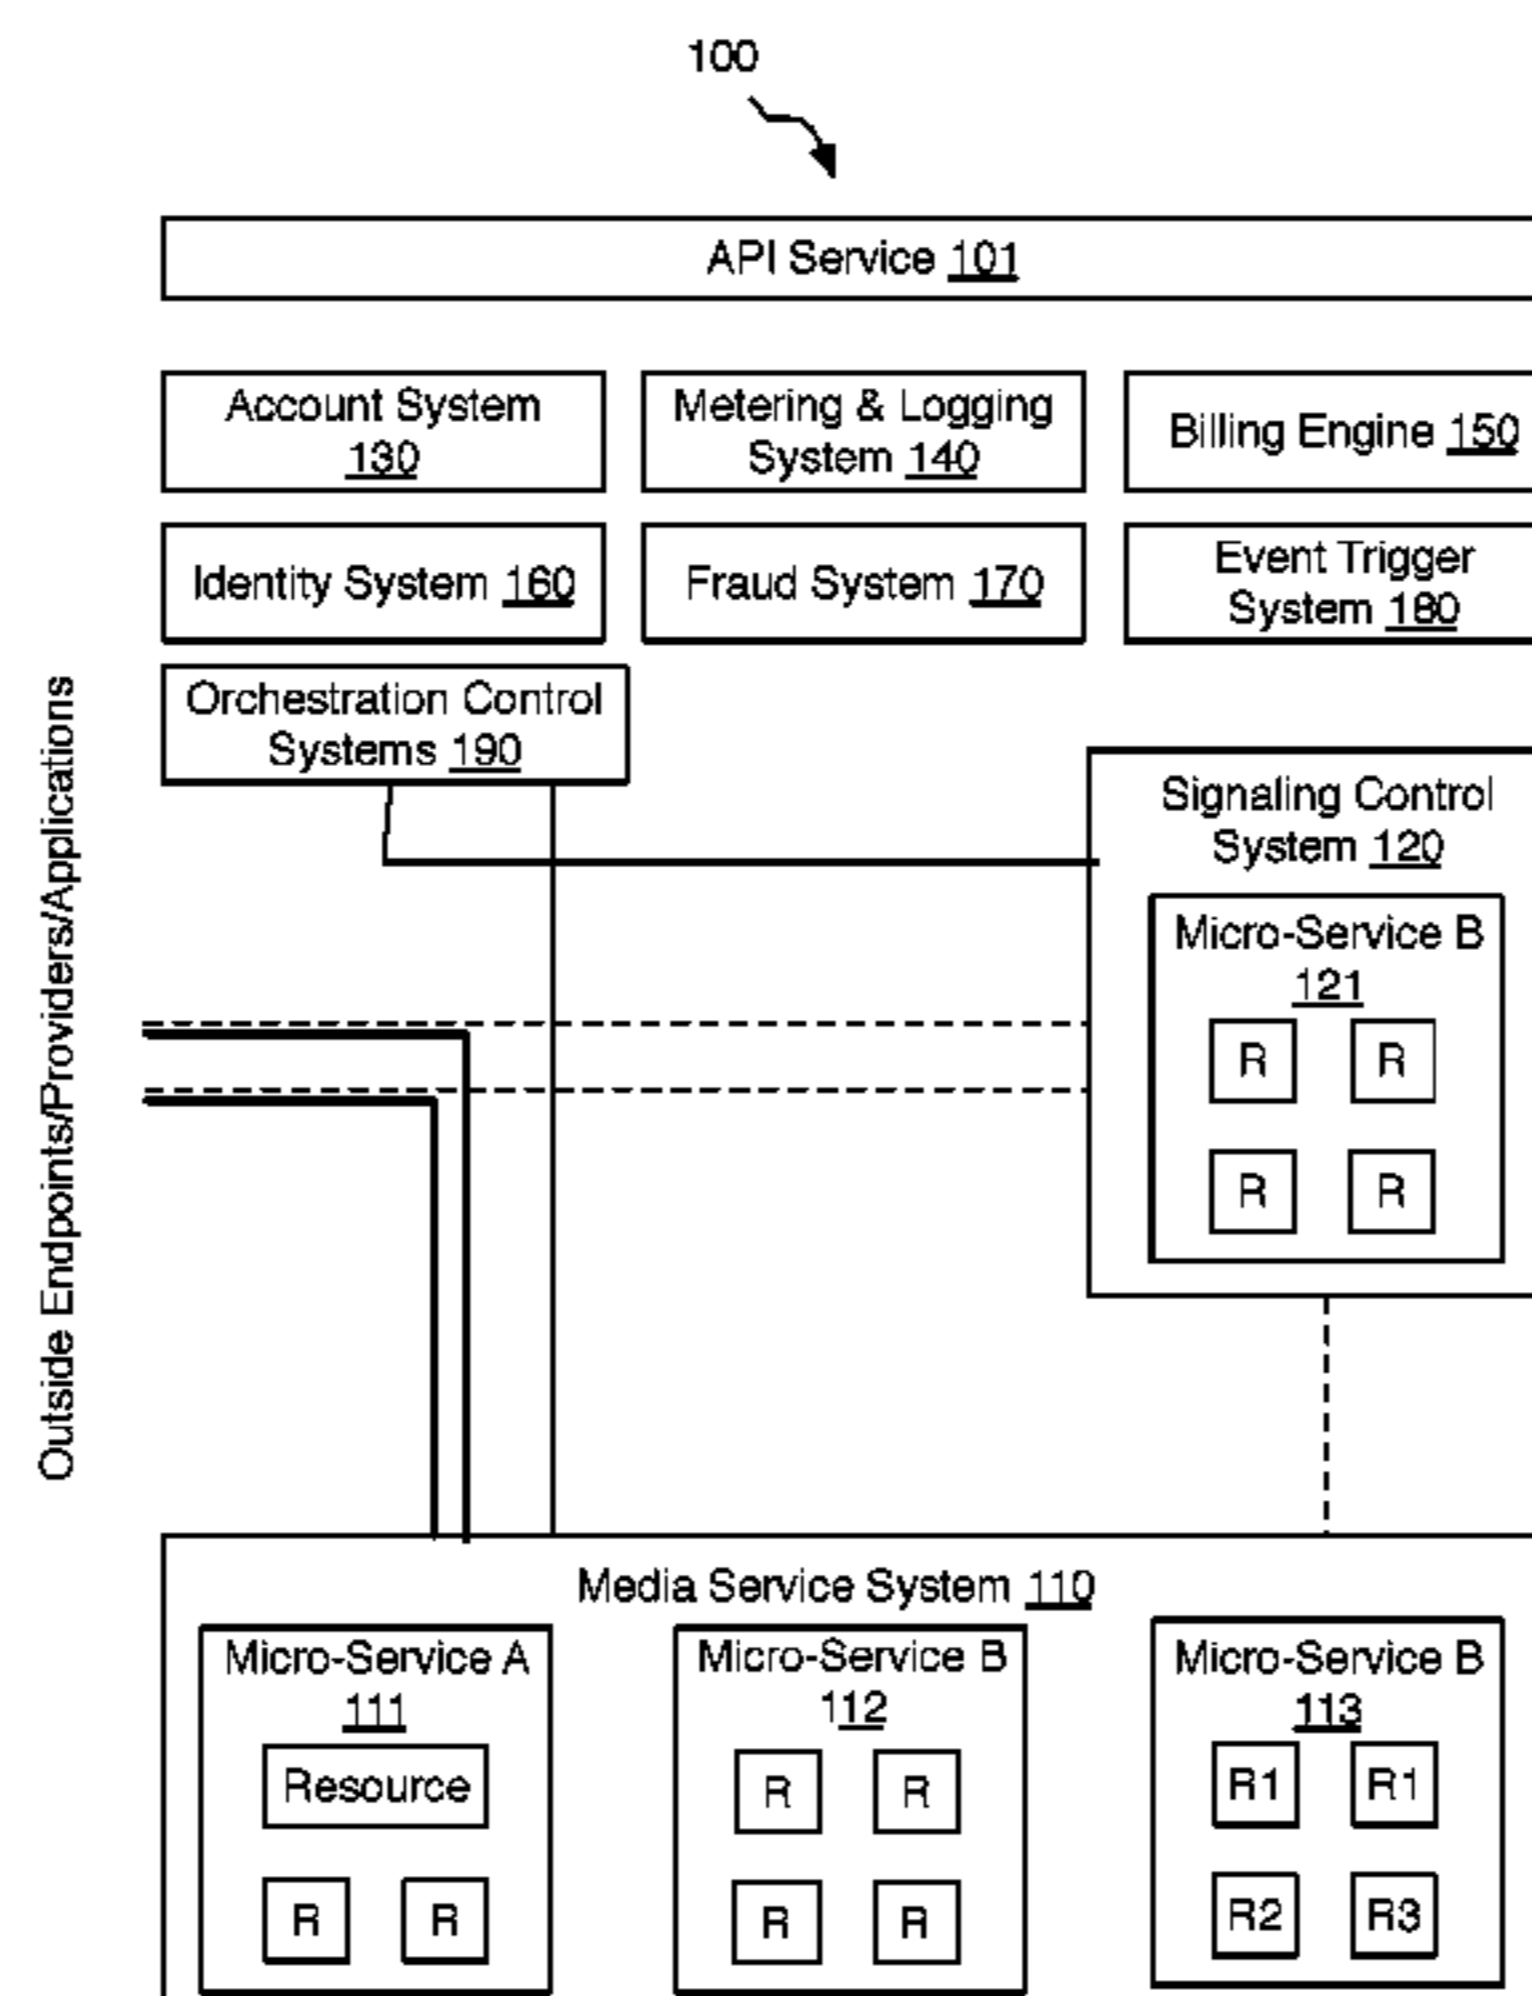 100
API Service 101
Account System
130
Metering & Logging
System 140
Billing Engine 150
Identity System 160
Fraud System 170
Event Trigger
System 180
Orchestration Control
Systems 190
Outside Endpoints/Providers/Applications
Signaling Control
System 120
Micro-Service B
121
R R
R R
Media Service System 110
Micro-Service A
111
Resource
R R
Micro-Service B
112
R R
R R
Micro-Service B
113
R1 R1
R2 R3